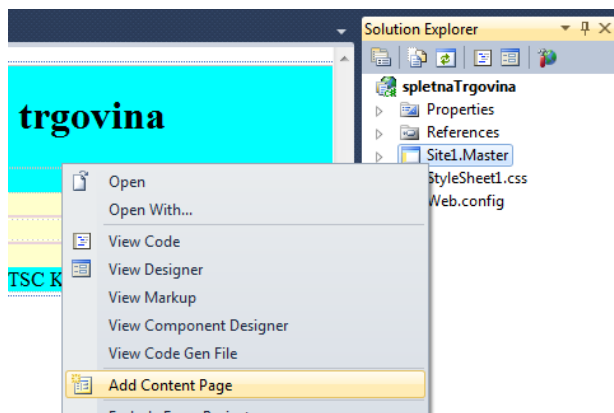 Solution Explorer
spletnaTrgovina
Properties
References
Site1.Master
StyleSheet1.css
Web.config
trgovina
TSC K
Open
Open With...
View Code
View Designer
View Markup
View Component Designer
View Code Gen File
Add Content Page